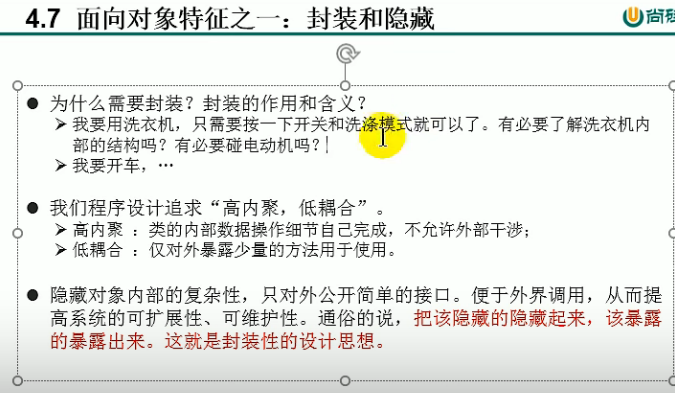 4.7 面向对象特征之一：封装和隐藏
尚硅
● 为什么需要封装？封装的作用和含义？
➢ 我要用洗衣机，只需要按一下开关和洗涤模式就可以了。有必要了解洗衣机内
部的结构吗？有必要碰电动机吗？
➢ 我要开车，…
● 我们程序设计追求“高内聚，低耦合”。
➢ 高内聚 ：类的内部数据操作细节自己完成，不允许外部干涉；
➢ 低耦合 ：仅对外暴露少量的方法用于使用。
● 隐藏对象内部的复杂性，只对外公开简单的接口。便于外界调用，从而提
高系统的可扩展性、可维护性。通俗的说，把该隐藏的隐藏起来，该暴露
的暴露出来。这就是封装性的设计思想。